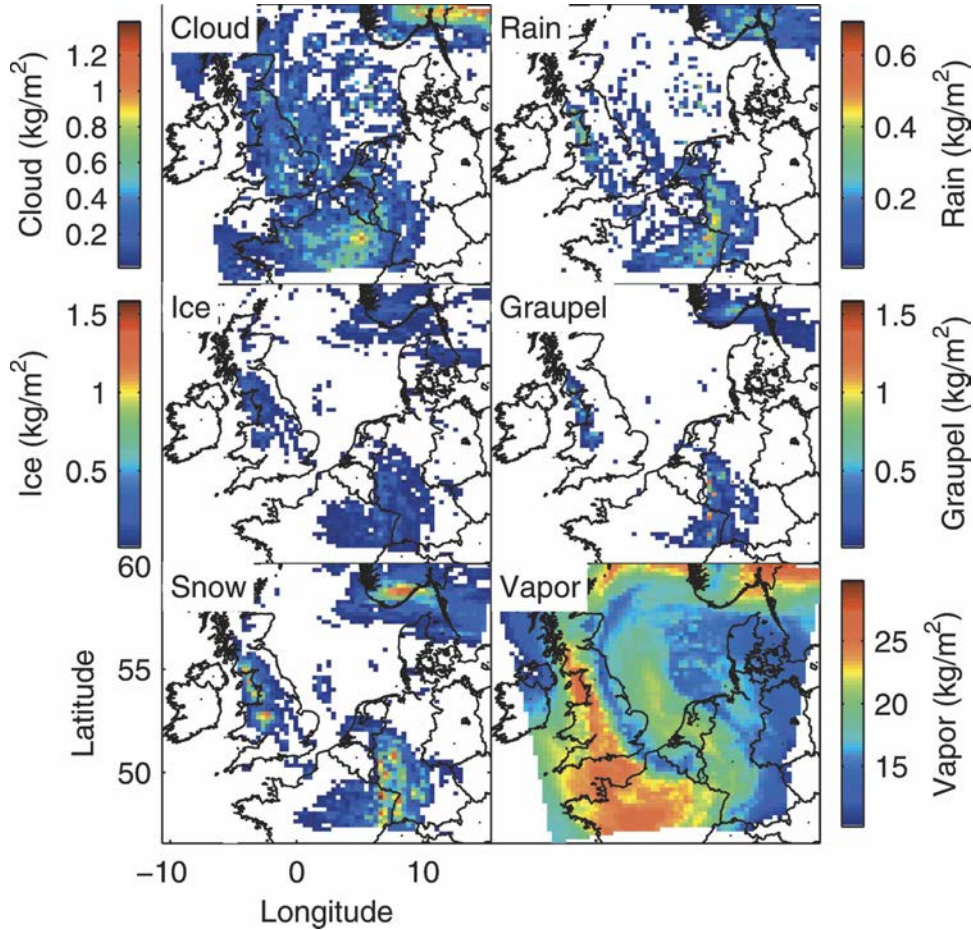 Cloud
Rain
1.2
1
0.8
0.6
0.4
0.2
Cloud (kg/m²)
0.6
0.4
0.2
Rain (kg/m²)
Ice
Graupel
1.5
1
0.5
Ice (kg/m²)
1.5
1
0.5
Graupel (kg/m²)
Snow
Vapor
60
55
50
Latitude
25
20
15
Vapor (kg/m²)
−10 0 10
Longitude